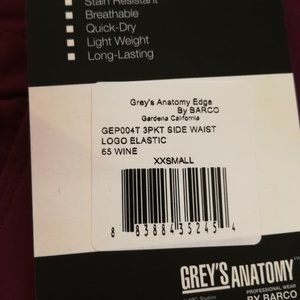 Stain Resistant
Breathable
Quick-Dry
Light Weight
Long-Lasting
Grey's Anatomy Edge
By BARCO
Gardena California
GEP004T 3PKT SIDE WAIST
LOGO ELASTIC
65 WINE
XXSMALL
8 83884 35245 4
GREY'S ANATOMY
PROFESSIONAL WEAR
BY BARCO